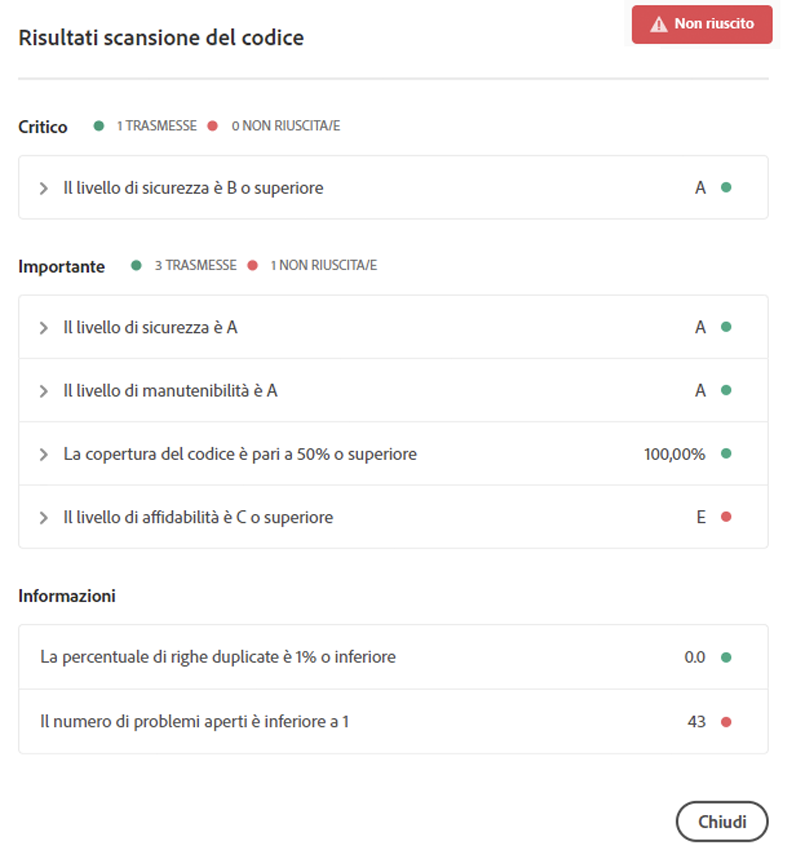 Risultati scansione del codice
Non riuscito
Critico 1 TRASMESSE 0 NON RIUSCITA/E
Il livello di sicurezza è B o superiore A
Importante 3 TRASMESSE 1 NON RIUSCITA/E
Il livello di sicurezza è A A
Il livello di manutenibilità è A A
La copertura del codice è pari a 50% o superiore 100,00%
Il livello di affidabilità è C o superiore E
Informazioni
La percentuale di righe duplicate è 1% o inferiore 0.0
Il numero di problemi aperti è inferiore a 1 43
Chiudi